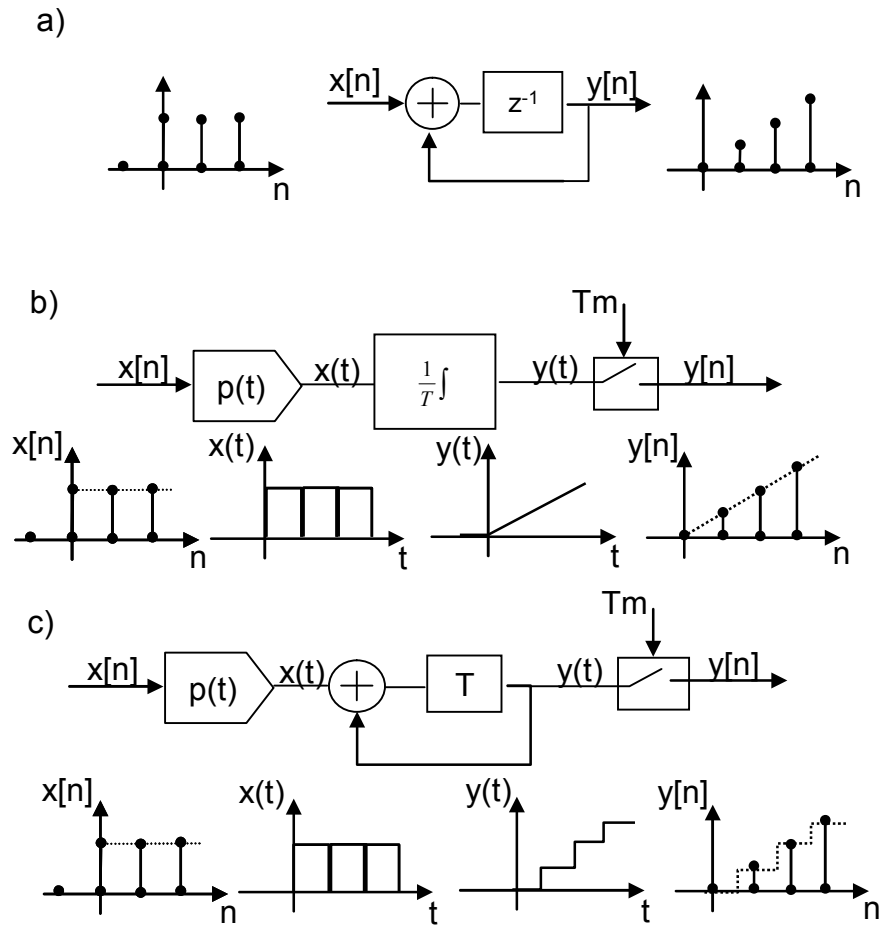 a)
x[n] + z⁻¹ y[n]
n n
b)
Tm
x[n] p(t) x(t) 1/T ∫ y(t) y[n]
x[n] x(t) y(t) y[n]
n t t n
c)
Tm
x[n] p(t) x(t) + T y(t) y[n]
x[n] x(t) y(t) y[n]
n t t n